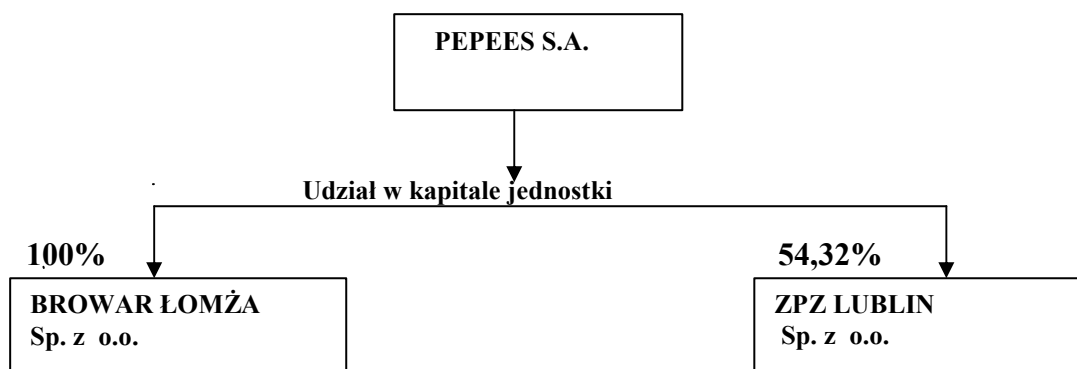 PEPEES S.A.
Udział w kapitale jednostki
100%
54,32%
BROWAR ŁOMŻA
Sp. z o.o.
ZPZ LUBLIN
Sp. z o.o.